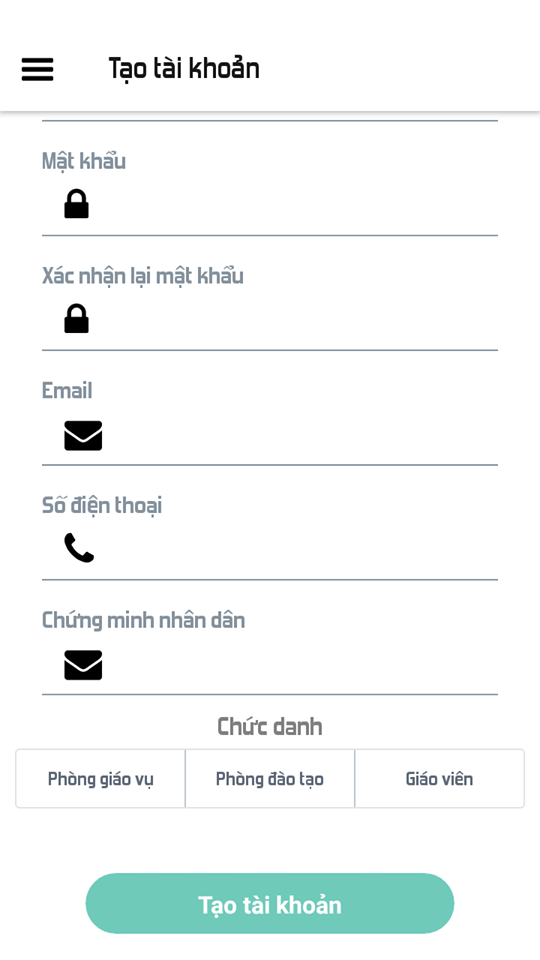 Tạo tài khoản
Mật khẩu
Xác nhận lại mật khẩu
Email
Số điện thoại
Chứng minh nhân dân
Chức danh
Phòng giáo vụ
Phòng đào tạo
Giáo viên
Tạo tài khoản